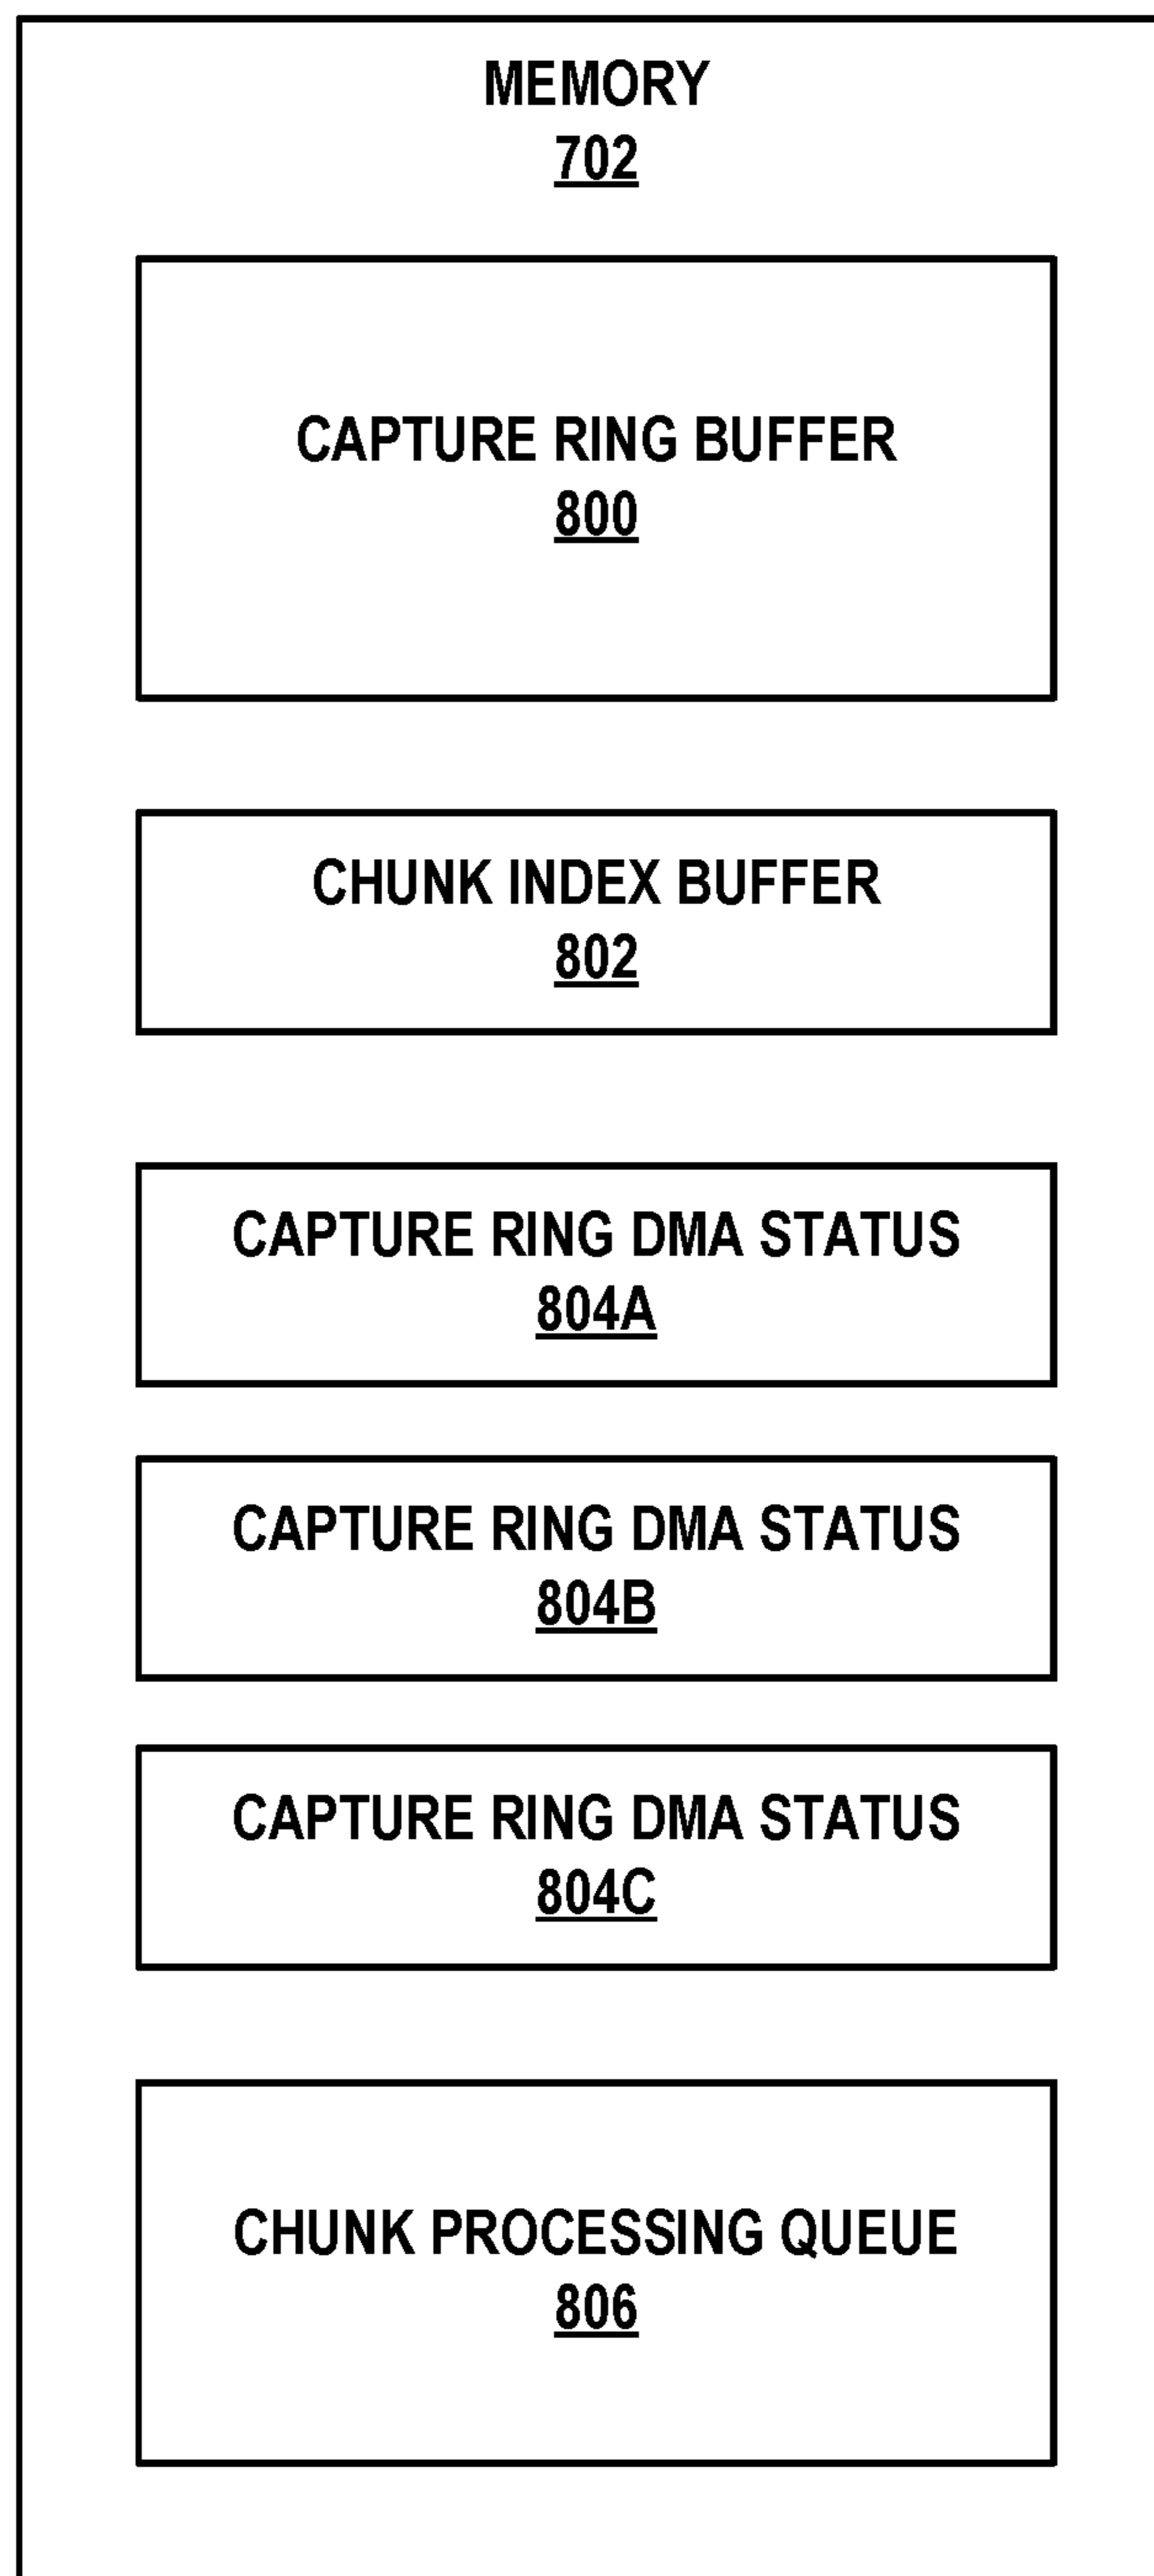 MEMORY
702
CAPTURE RING BUFFER
800
CHUNK INDEX BUFFER
802
CAPTURE RING DMA STATUS
804A
CAPTURE RING DMA STATUS
804B
CAPTURE RING DMA STATUS
804C
CHUNK PROCESSING QUEUE
806